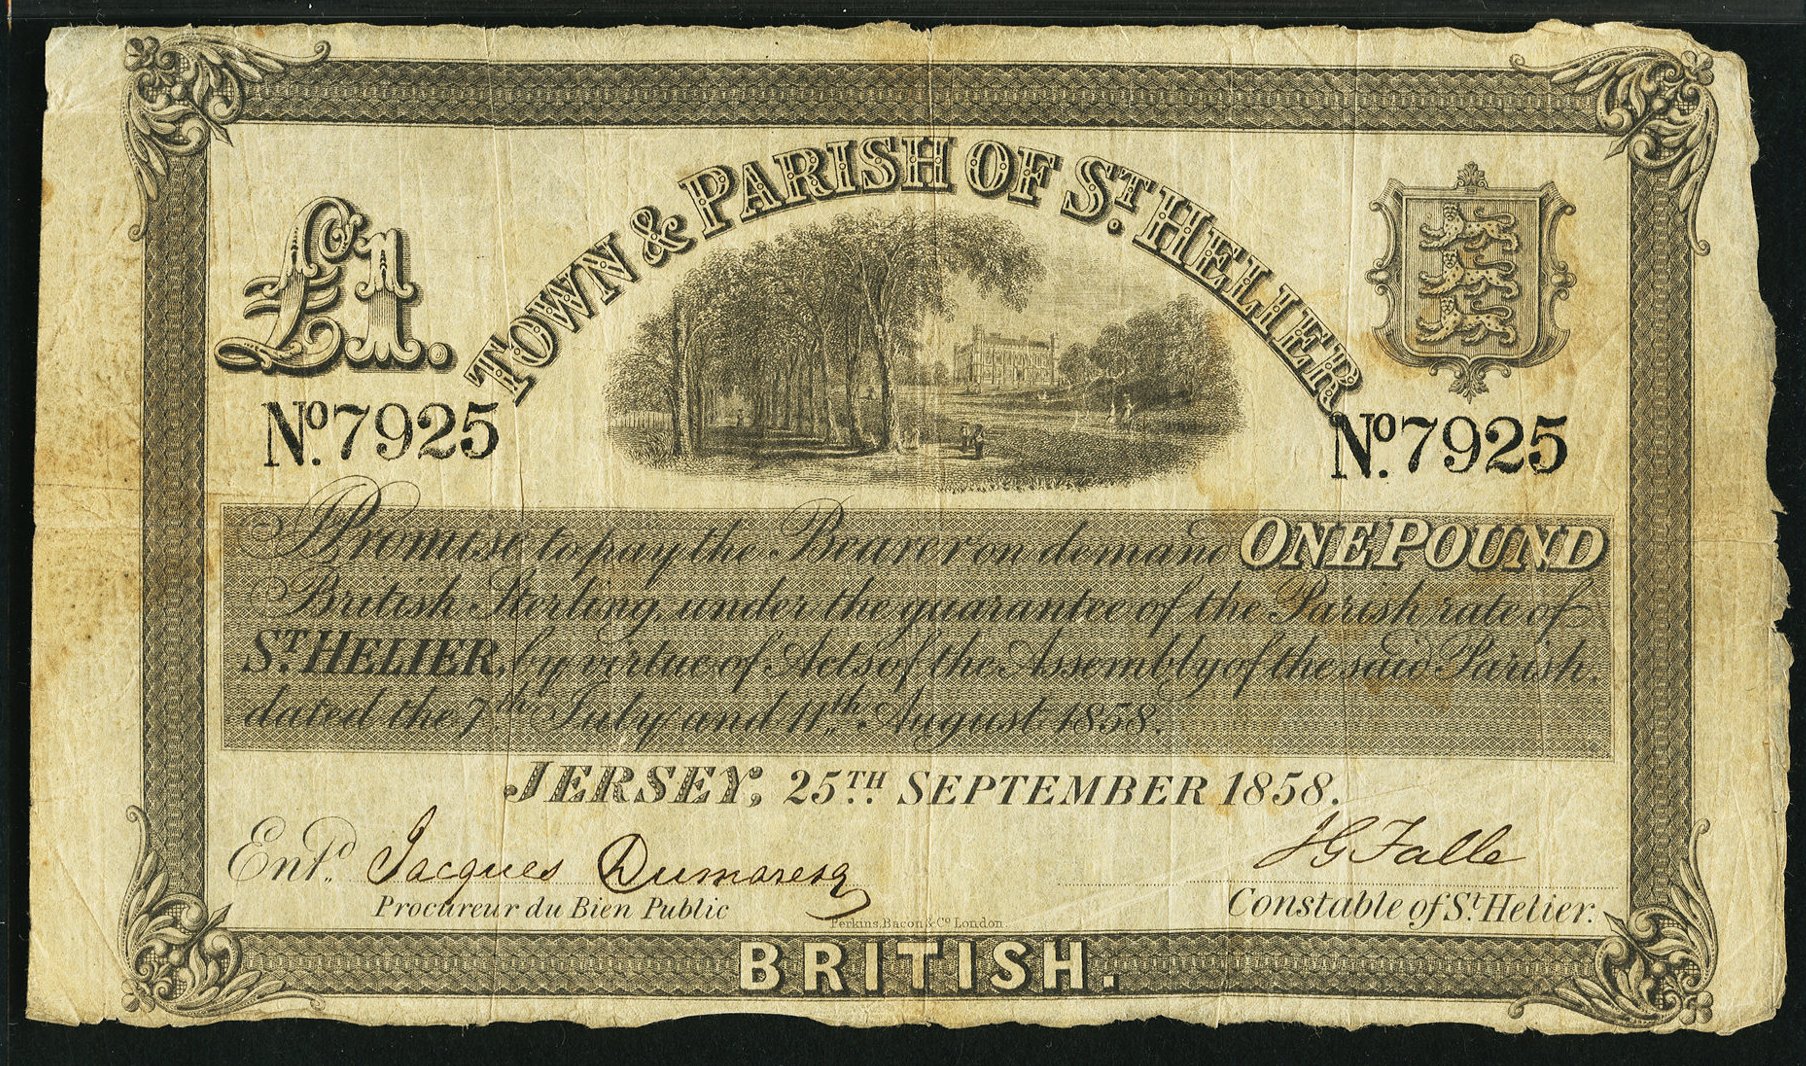 £1.
TOWN & PARISH OF ST. HELIER
No. 7925
No. 7925
I Promise to pay the Bearer on demand ONE POUND
British Sterling, under the guarantee of the Parish rate of
ST. HELIER, by virtue of Acts of the Assembly of the said Parish,
dated the 7th. July and 11th. August 1858.
JERSEY; 25TH. SEPTEMBER 1858.
Entd. Jacques Dumaresq
J G Falle
Procureur du Bien Public
Constable of St. Helier.
Perkins, Bacon & Co. London.
BRITISH.